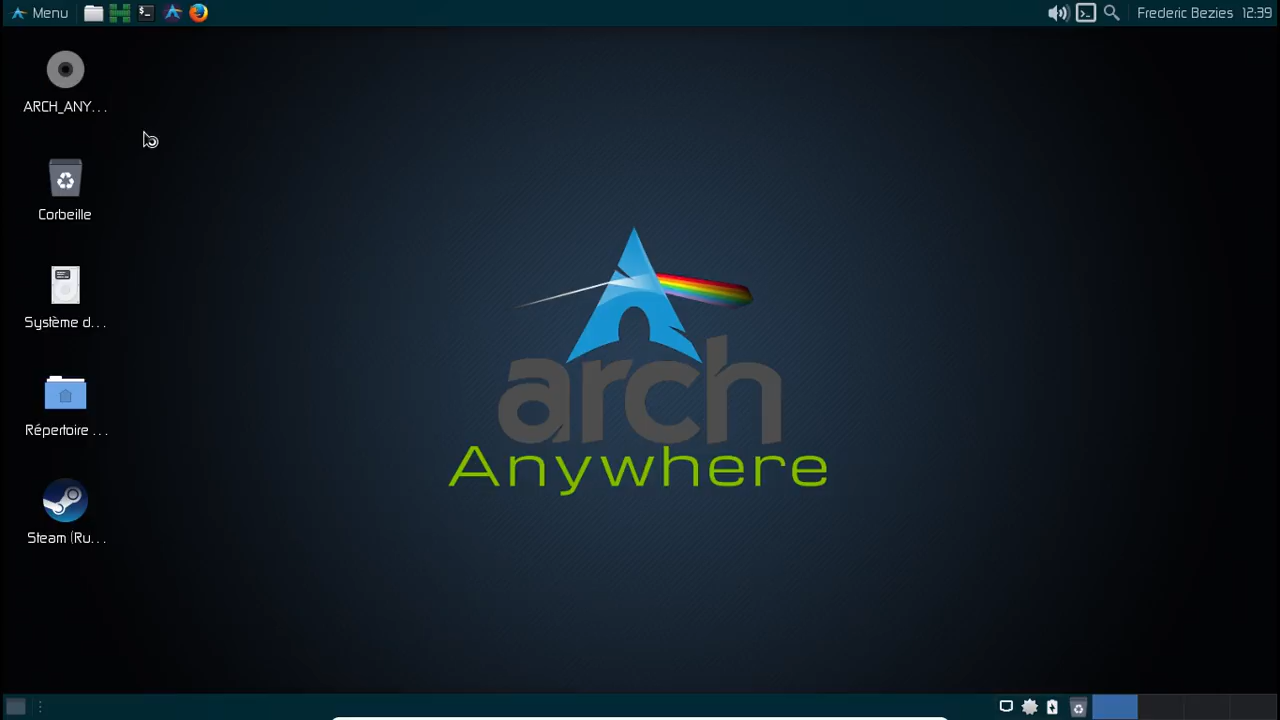 Menu
Frederic Bezies 12:39
ARCH_ANY...
Corbeille
Système d...
Répertoire ...
Steam (Ru...
arch
Anywhere